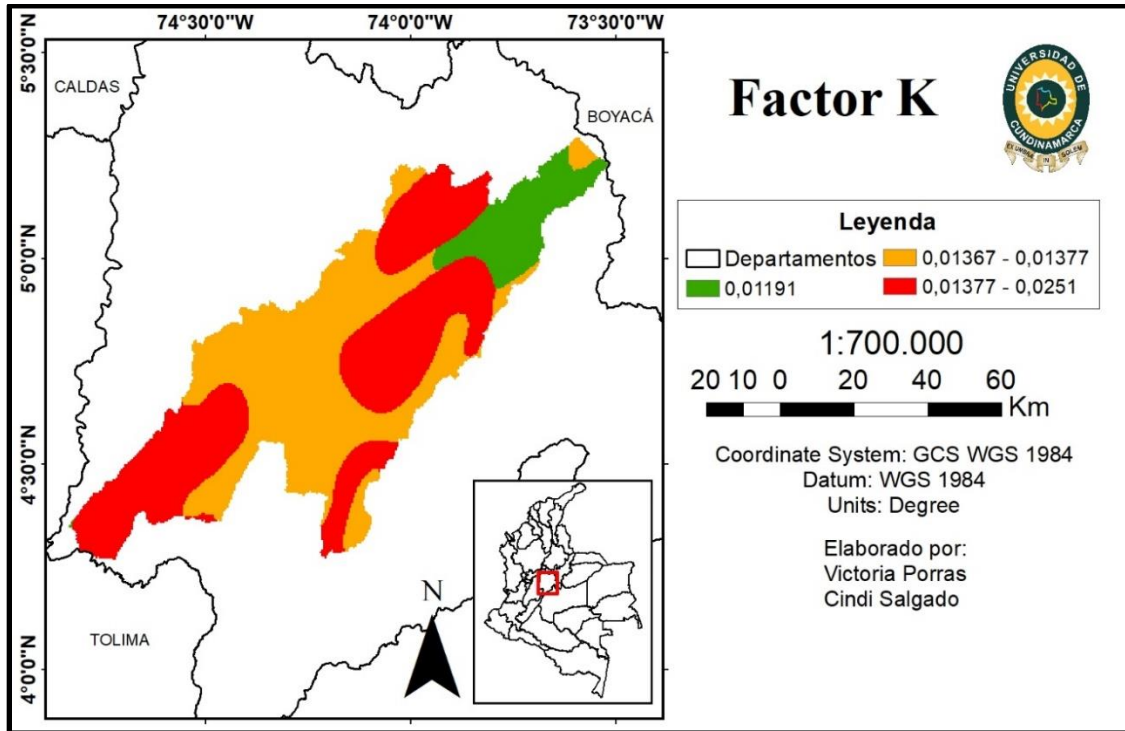 74°30'0"W 74°0'0"W 73°30'0"W
5°30'0"N
5°0'0"N
4°30'0"N
4°0'0"N
CALDAS
BOYACÁ
TOLIMA
N
Factor K
UNIVERSIDAD DE
CUNDINAMARCA
Leyenda
Departamentos 0,01367 - 0,01377
0,01191 0,01377 - 0,0251
1:700.000
20 10 0 20 40 60
Km
Coordinate System: GCS WGS 1984
Datum: WGS 1984
Units: Degree
Elaborado por:
Victoria Porras
Cindi Salgado